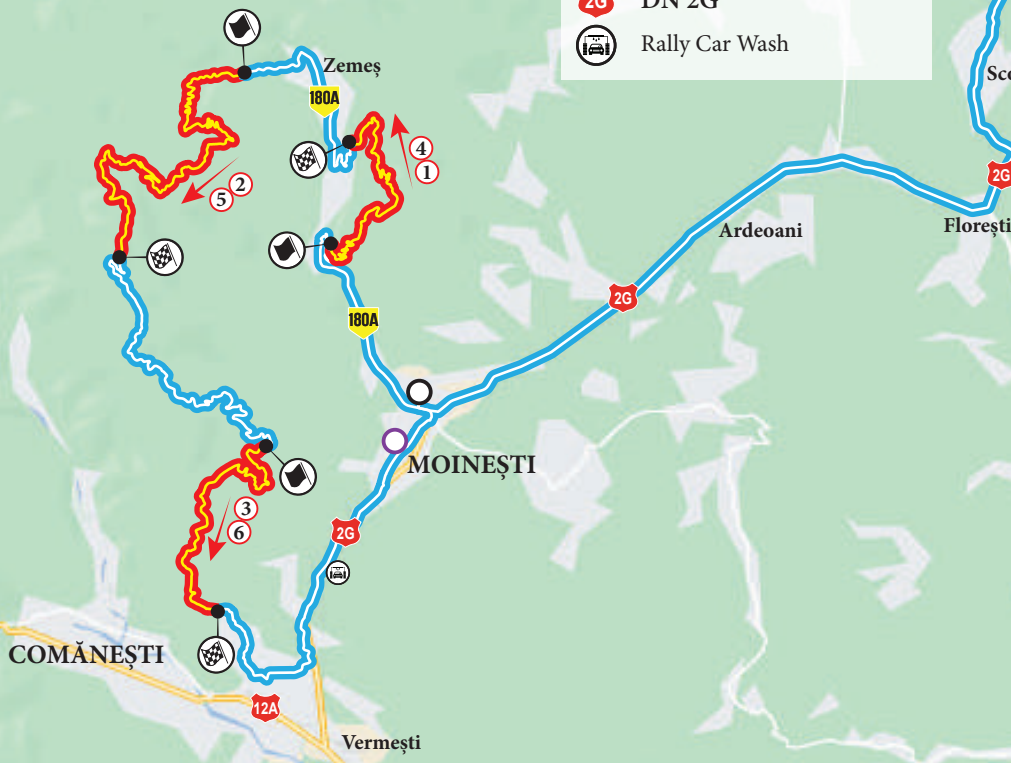 2G DN 2G
Rally Car Wash
Zemeș
180A
4
1
2
5
2G
Ardeoani
Florești
2G
180A
MOINEȘTI
3
6
2G
COMĂNEȘTI
12A
Vermești